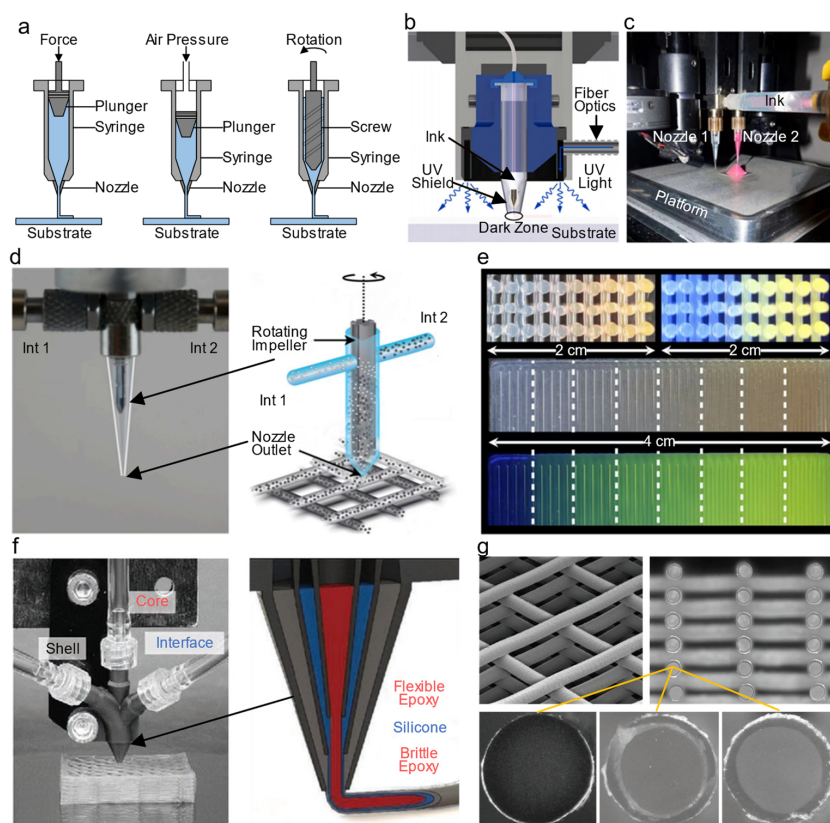 a
Force
Air Pressure
Rotation
Plunger
Syringe
Nozzle
Substrate
Plunger
Syringe
Nozzle
Substrate
Screw
Syringe
Nozzle
Substrate
b
Fiber
Optics
Ink
UV
Shield
UV
Light
Dark Zone
Substrate
c
Ink
Nozzle 1
Nozzle 2
Platform
d
Int 1
Int 2
Rotating
Impeller
Int 2
Int 1
Nozzle
Outlet
e
2 cm
2 cm
4 cm
f
Core
Shell
Interface
Flexible
Epoxy
Silicone
Brittle
Epoxy
g